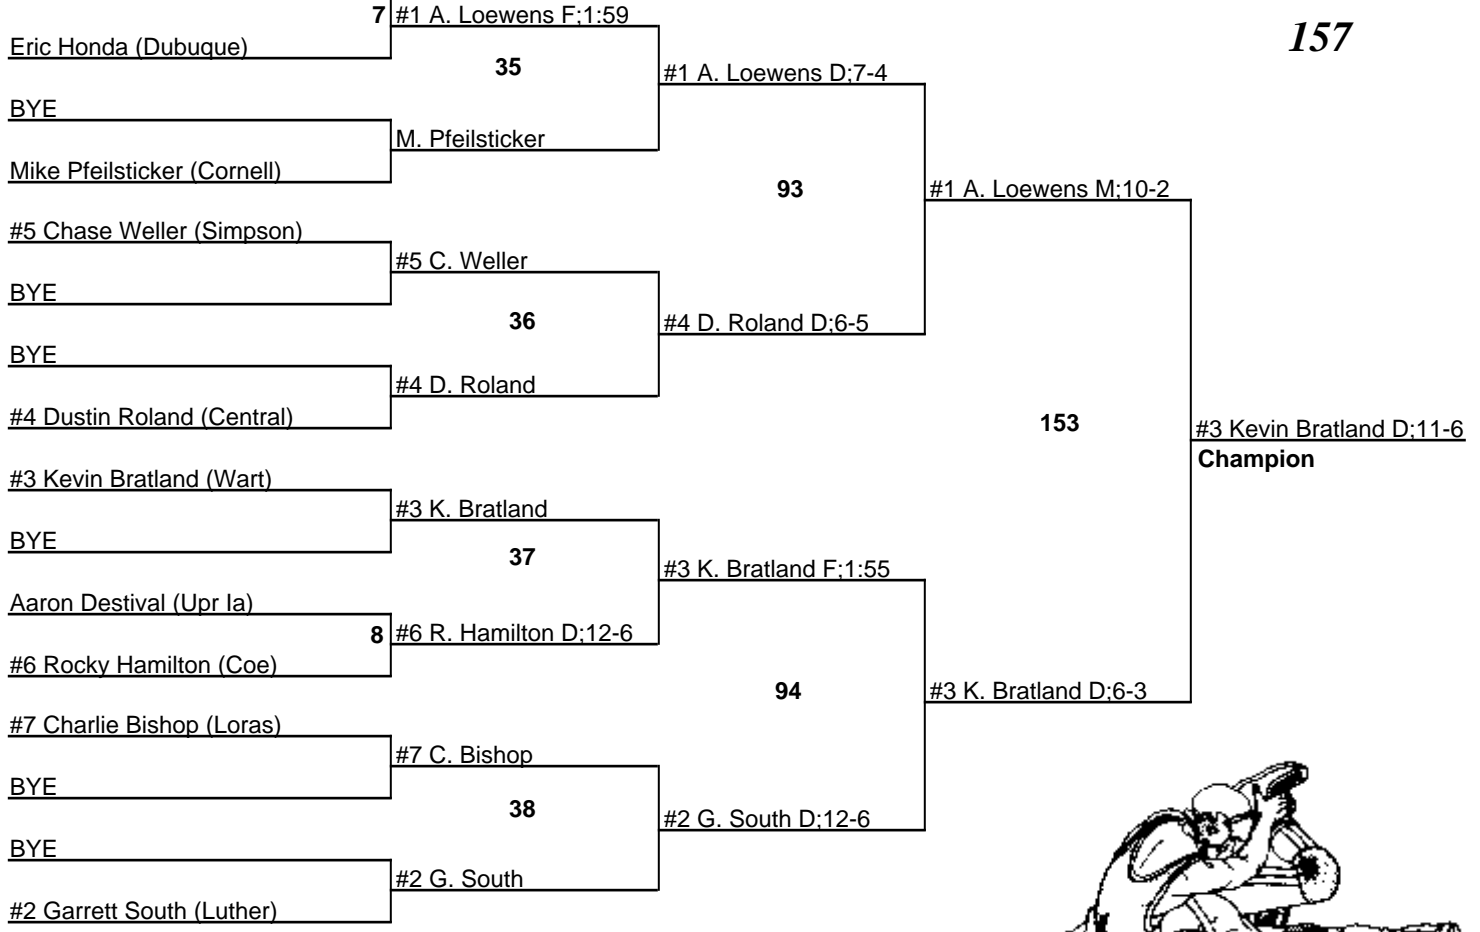 157
7 #1 A. Loewens F;1:59
Eric Honda (Dubuque)
35
#1 A. Loewens D;7-4
BYE
M. Pfeilsticker
Mike Pfeilsticker (Cornell)
93
#1 A. Loewens M;10-2
#5 Chase Weller (Simpson)
#5 C. Weller
BYE
36
#4 D. Roland D;6-5
BYE
#4 D. Roland
#4 Dustin Roland (Central)
153
#3 Kevin Bratland D;11-6
Champion
#3 Kevin Bratland (Wart)
#3 K. Bratland
BYE
37
#3 K. Bratland F;1:55
Aaron Destival (Upr Ia)
8 #6 R. Hamilton D;12-6
#6 Rocky Hamilton (Coe)
94
#3 K. Bratland D;6-3
#7 Charlie Bishop (Loras)
#7 C. Bishop
BYE
38
#2 G. South D;12-6
BYE
#2 G. South
#2 Garrett South (Luther)